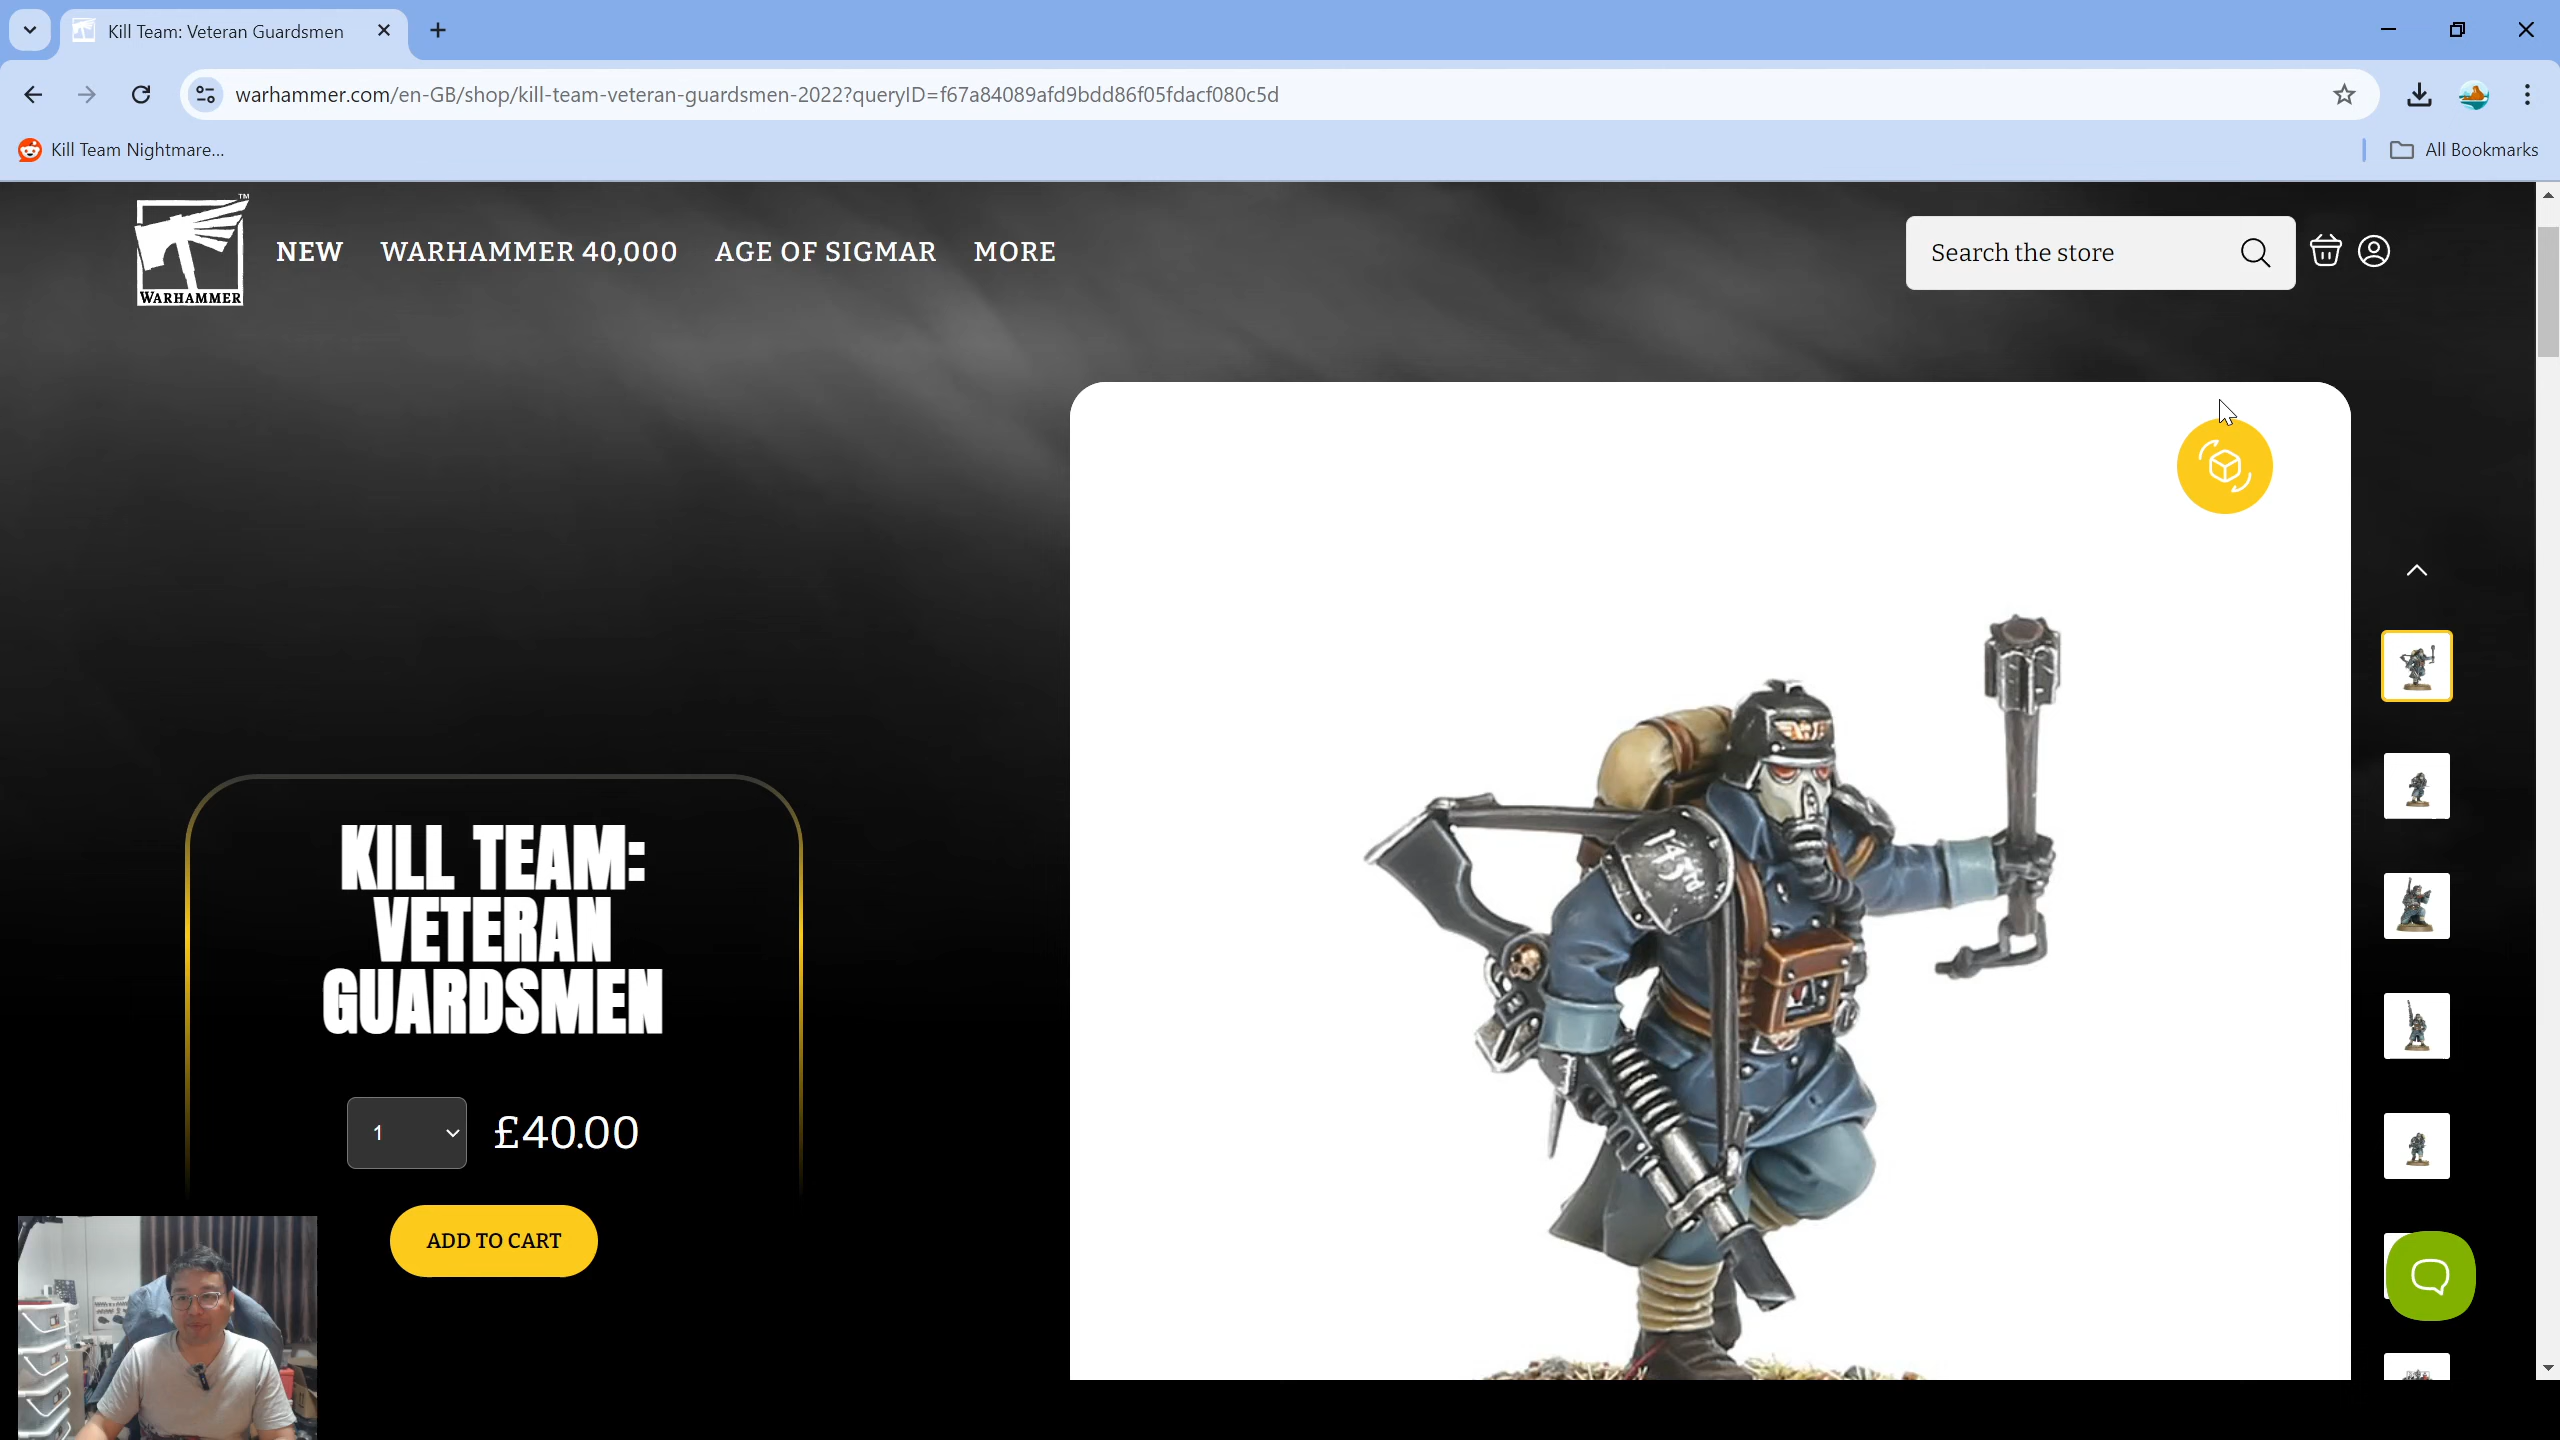 Kill Team: Veteran Guardsmen
warhammer.com/en-GB/shop/kill-team-veteran-guardsmen-2022?queryID=f67a84089afd9bdd86f05fdacf080c5d
Kill Team Nightmare...
All Bookmarks
WARHAMMER
TM
NEW
WARHAMMER 40,000
AGE OF SIGMAR
MORE
Search the store
143rd
KILL TEAM:
VETERAN
GUARDSMEN
1
£40.00
ADD TO CART